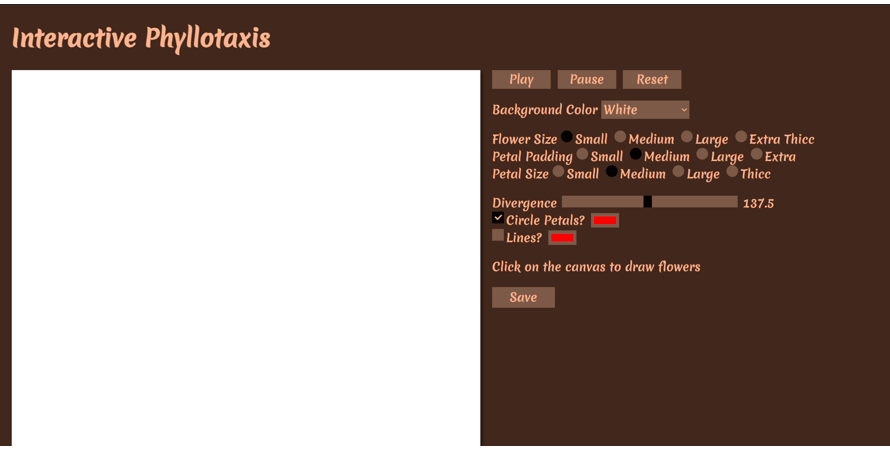 Interactive Phyllotaxis
Play Pause Reset
Background Color White
Flower Size Small Medium Large Extra Thicc
Petal Padding Small Medium Large Extra
Petal Size Small Medium Large Thicc
Divergence 137.5
Circle Petals?
Lines?
Click on the canvas to draw flowers
Save